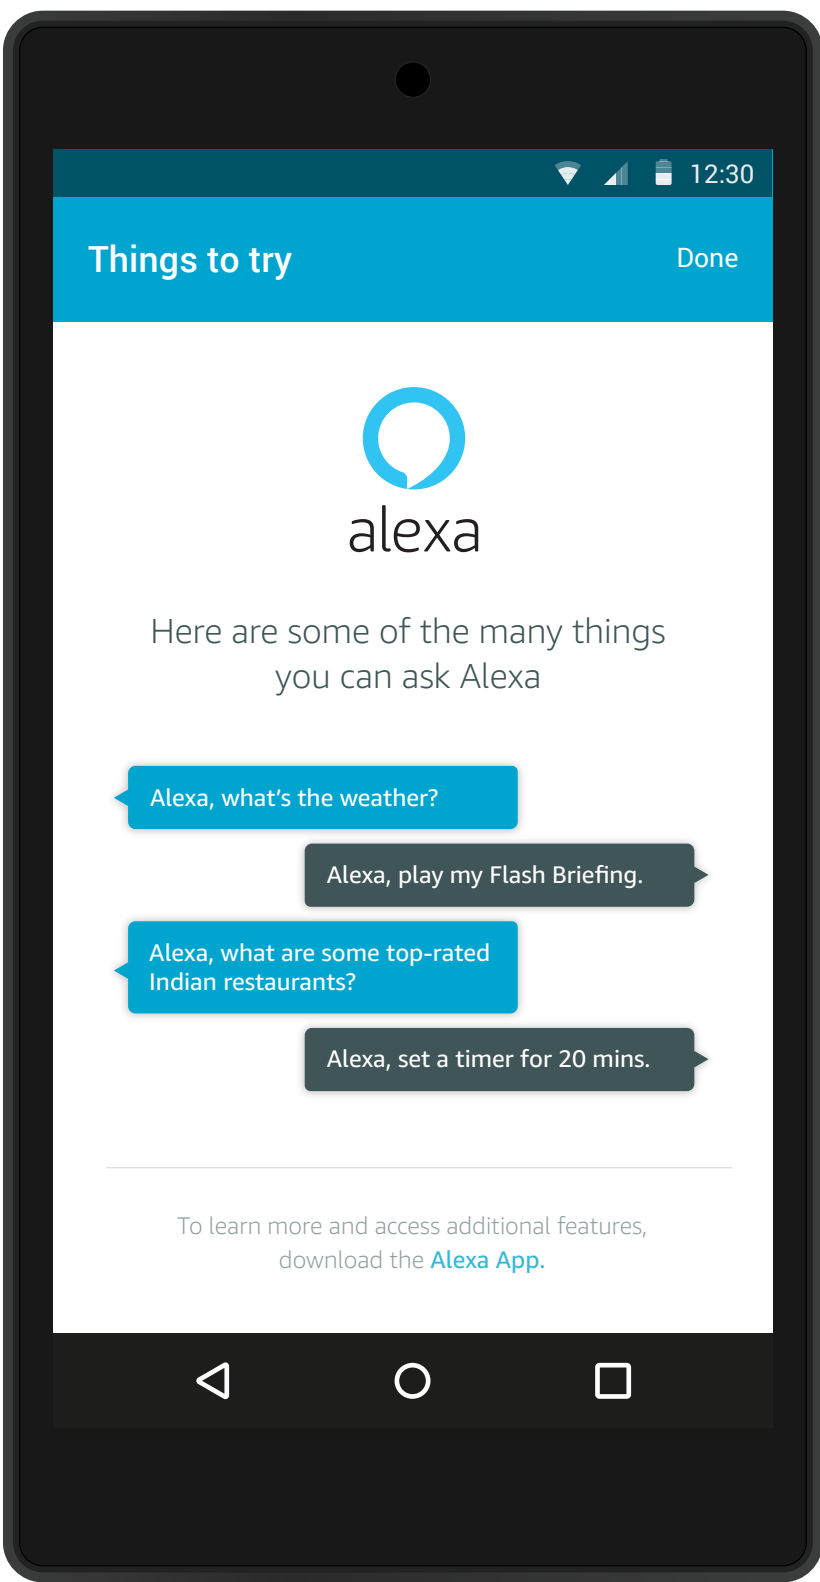 12:30
Things to try
Done
alexa
Here are some of the many things
you can ask Alexa
Alexa, what's the weather?
Alexa, play my Flash Briefing.
Alexa, what are some top-rated
Indian restaurants?
Alexa, set a timer for 20 mins.
To learn more and access additional features,
download the Alexa App.